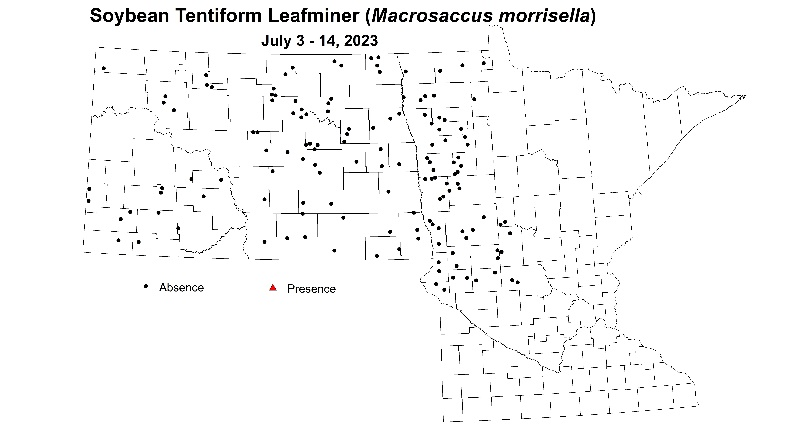 Soybean Tentiform Leafminer (Macrosaccus morrisella)
July 3 - 14, 2023
Absence
Presence